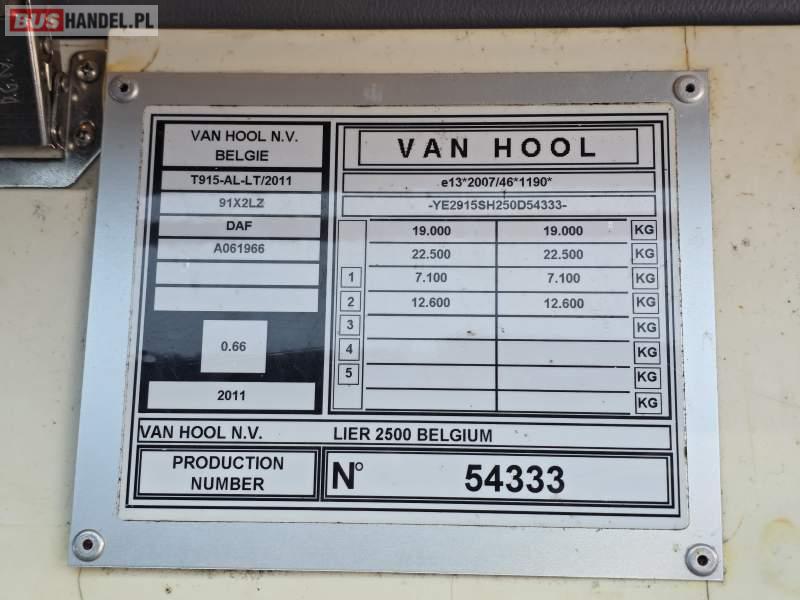 BUSHANDEL.PL
VAN HOOL N.V.
BELGIE
T915-AL-LT/2011
91X2LZ
DAF
A061966
0.66
2011
VAN HOOL
e13*2007/46*1190*
-YE2915SH250D54333-
19.000 19.000 KG
22.500 22.500 KG
1 7.100 7.100 KG
2 12.600 12.600 KG
3 KG
4 KG
5 KG
KG
VAN HOOL N.V. LIER 2500 BELGIUM
PRODUCTION
NUMBER
N° 54333